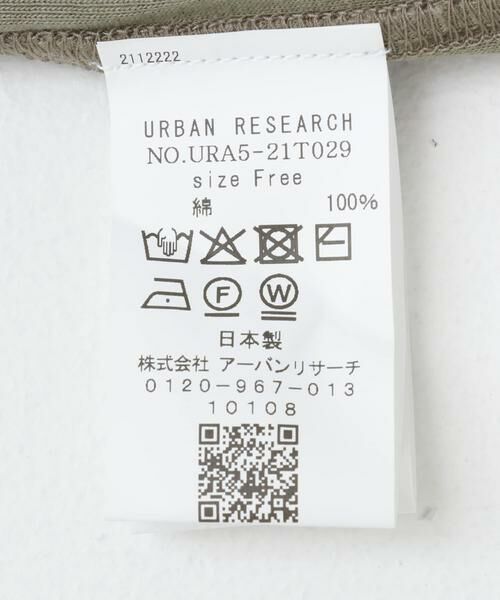 2112222
URBAN RESEARCH
NO.URA5-21T029
size Free
綿 100%
F W
日本製
株式会社 アーバンリサーチ
0120-967-013
10108